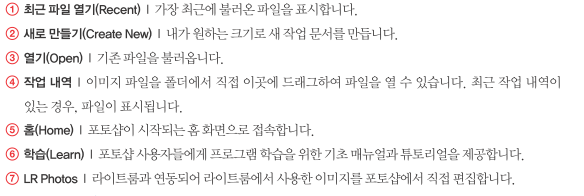 ① 최근 파일 열기(Recent) | 가장 최근에 불러온 파일을 표시합니다.
② 새로 만들기(Create New) | 내가 원하는 크기로 새 작업 문서를 만듭니다.
③ 열기(Open) | 기존 파일을 불러옵니다.
④ 작업 내역 | 이미지 파일을 폴더에서 직접 이곳에 드래그하여 파일을 열 수 있습니다. 최근 작업 내역이
있는 경우, 파일이 표시됩니다.
⑤ 홈(Home) | 포토샵이 시작되는 홈 화면으로 접속합니다.
⑥ 학습(Learn) | 포토샵 사용자들에게 프로그램 학습을 위한 기초 매뉴얼과 튜토리얼을 제공합니다.
⑦ LR Photos | 라이트룸과 연동되어 라이트룸에서 사용한 이미지를 포토샵에서 직접 편집합니다.